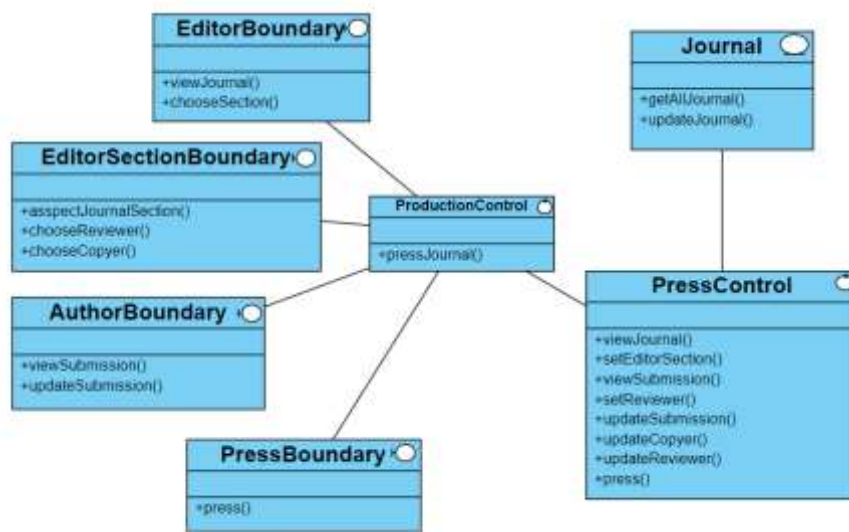 EditorBoundary
+viewJournal()
+chooseSection()
Journal
+getAllJournal()
+updateJournal()
EditorSectionBoundary
+asspectJournalSection()
+chooseReviewer()
+chooseCopyer()
ProductionControl
+pressJournal()
AuthorBoundary
+viewSubmission()
+updateSubmission()
PressControl
+viewJournal()
+setEditorSection()
+viewSubmission()
+setReviewer()
+updateSubmission()
+updateCopyer()
+updateReviewer()
+press()
PressBoundary
+press()